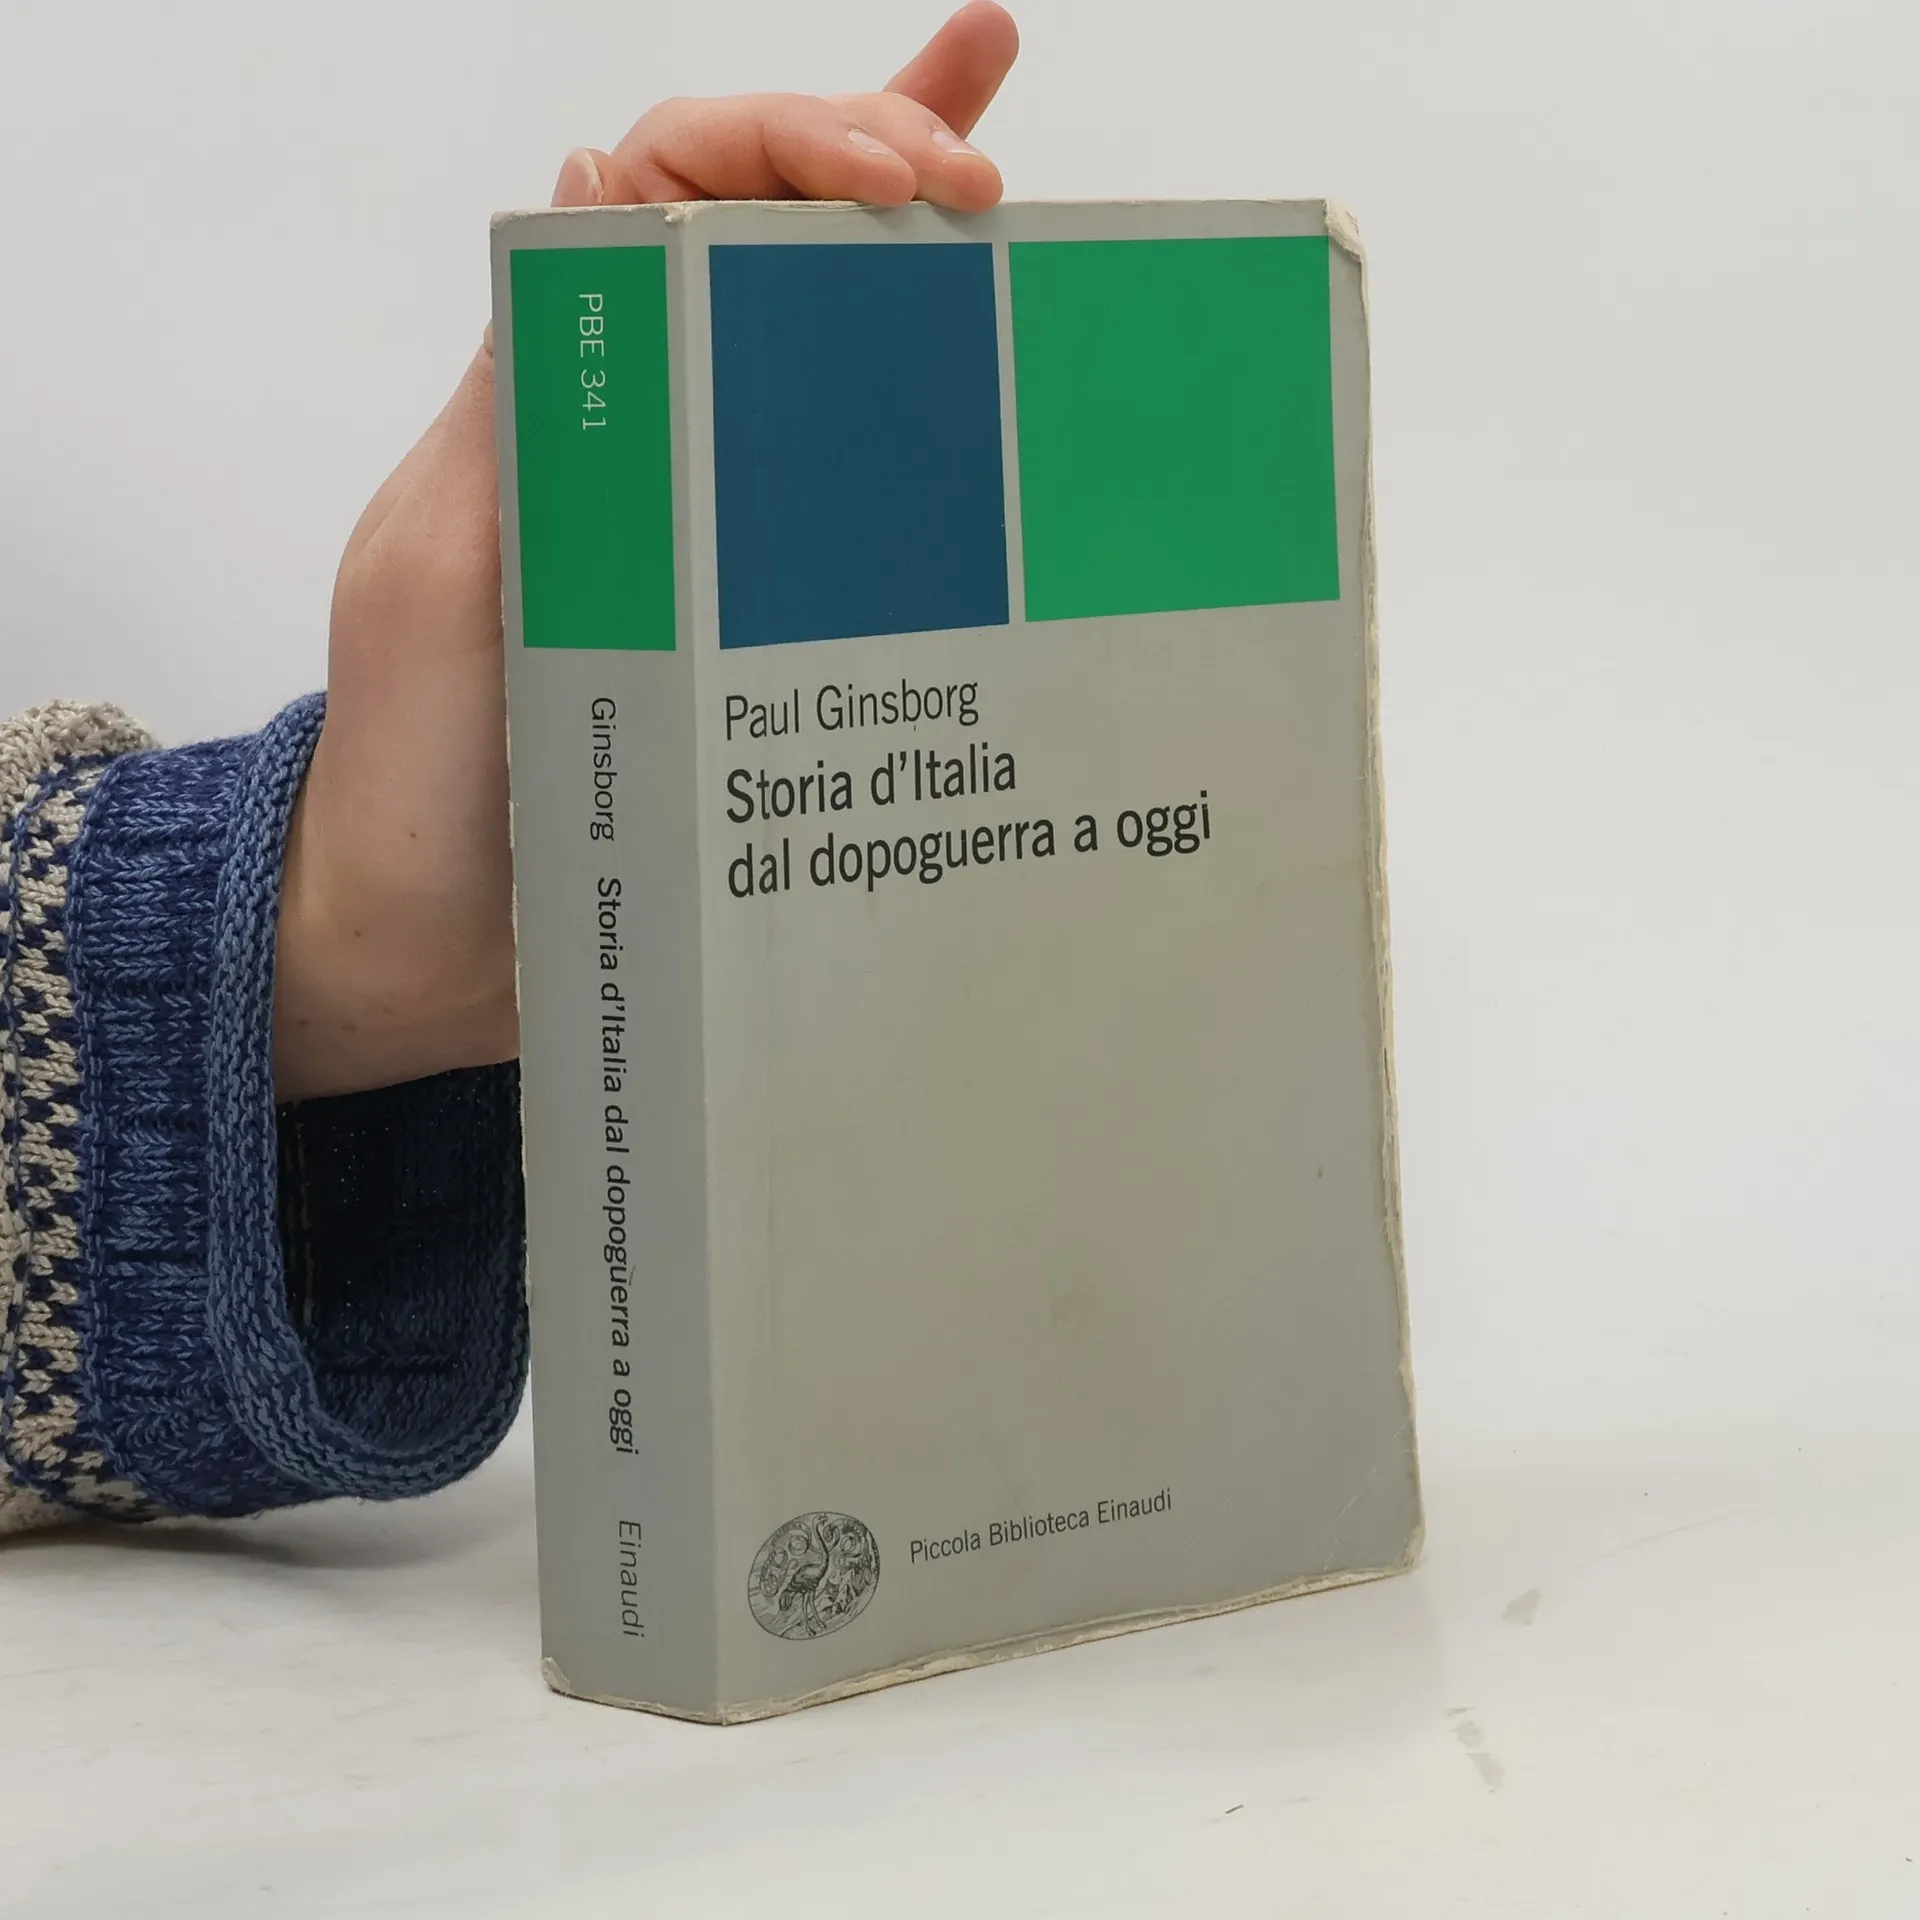 PBE 341
Ginsborg Storia d'Italia dal dopoguerra a oggi Einaudi
Paul Ginsborg
Storia d'Italia
dal dopoguerra a oggi
Piccola Biblioteca Einaudi